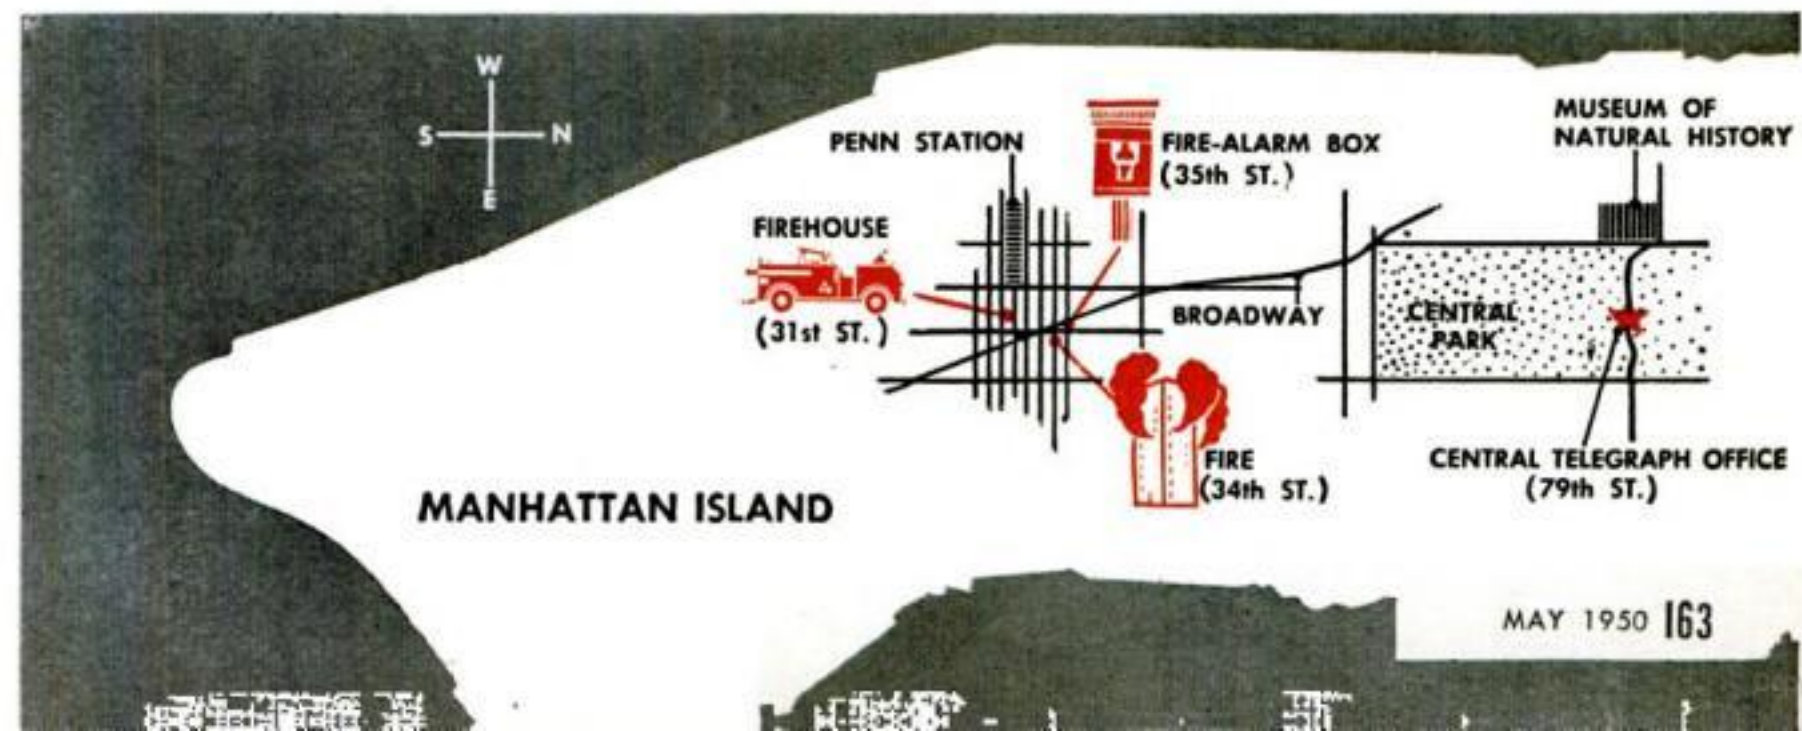 W
S N
E
PENN STATION
FIRE-ALARM BOX
(35th ST.)
MUSEUM OF
NATURAL HISTORY
FIREHOUSE
(31st ST.)
BROADWAY
CENTRAL
PARK
FIRE
(34th ST.)
CENTRAL TELEGRAPH OFFICE
(79th ST.)
MANHATTAN ISLAND
MAY 1950 163